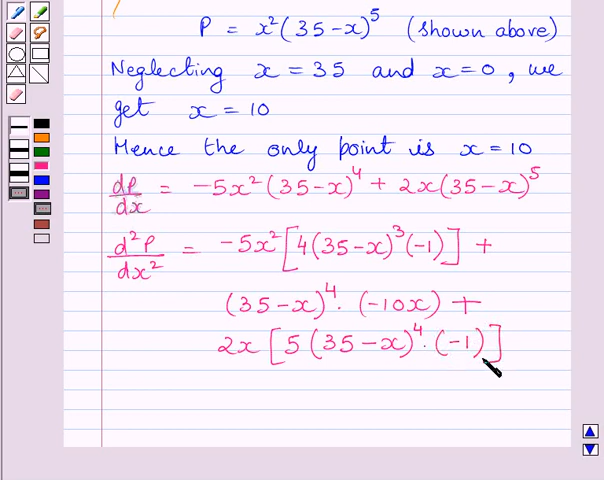 P = x²(35-x)⁵ (shown above)
Neglecting x = 35 and x=0, we
get x = 10
Hence the only point is x = 10
dp/dx = -5x²(35-x)⁴ + 2x(35-x)⁵
d²P/dx² = -5x²[4(35-x)³(-1)] +
(35-x)⁴. (-10x) +
2x[5(35-x)⁴.(-1)]